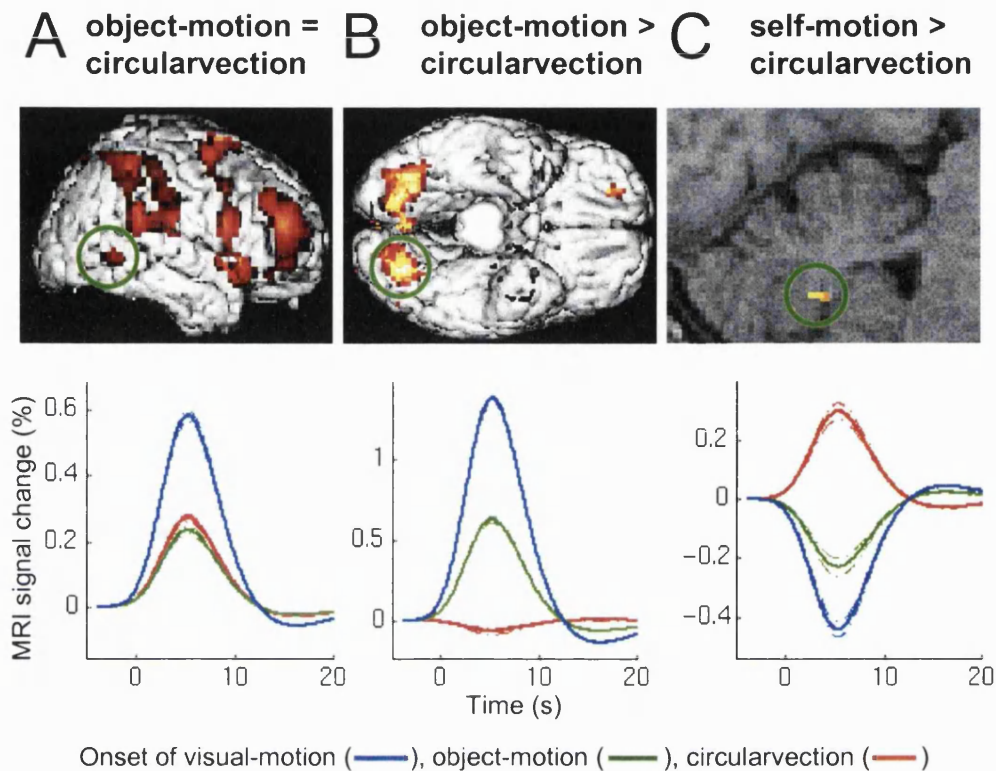 A object-motion =
circularvection
B object-motion >
circularvection
C self-motion >
circularvection
MRI signal change (%)
0.6
0.4
0.2
0
0 10 20
1
0.5
0
0 10 20
0.2
0
-0.2
-0.4
0 10 20
Time (s)
Onset of visual-motion ( ), object-motion ( ), circularvection ( )